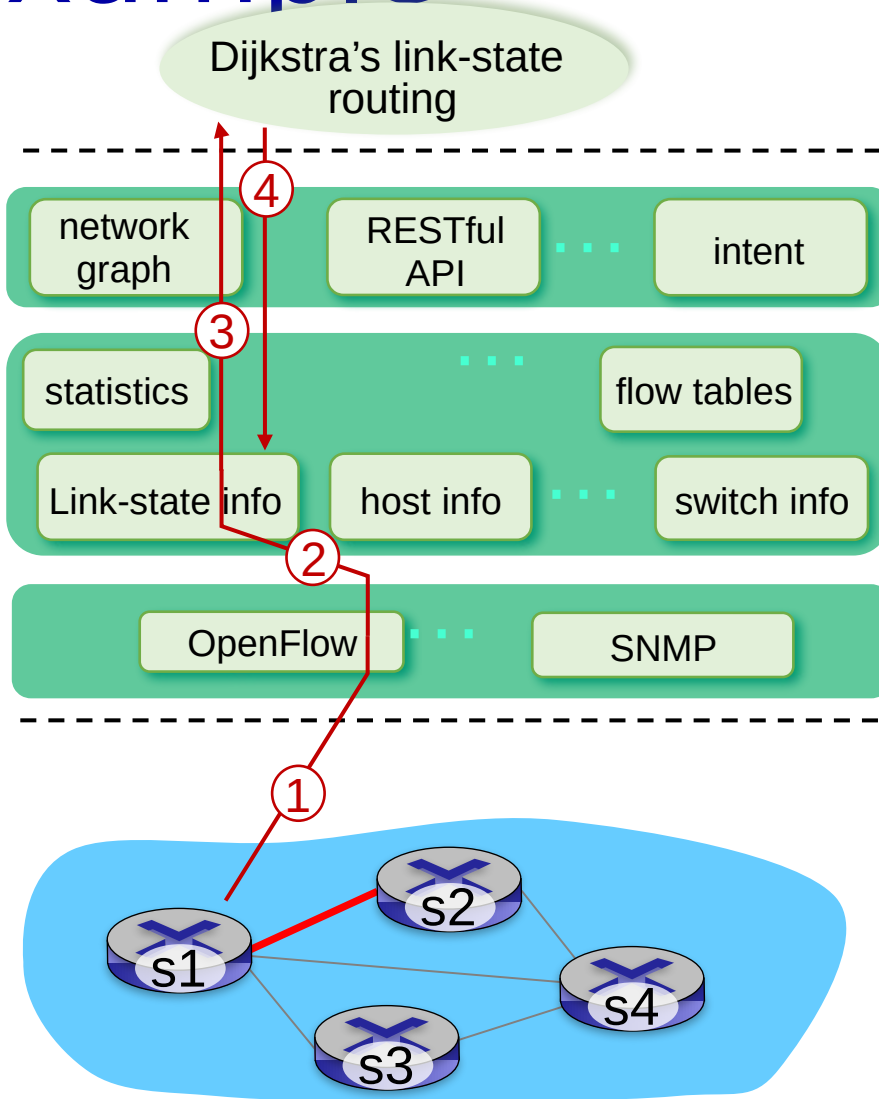 Dijkstra’s link-state
routing
4
network
graph
RESTful
API
...
intent
3
...
statistics
flow tables
Link-state info
host info
...
switch info
2
OpenFlow
...
SNMP
1
s2
s1
s4
s3